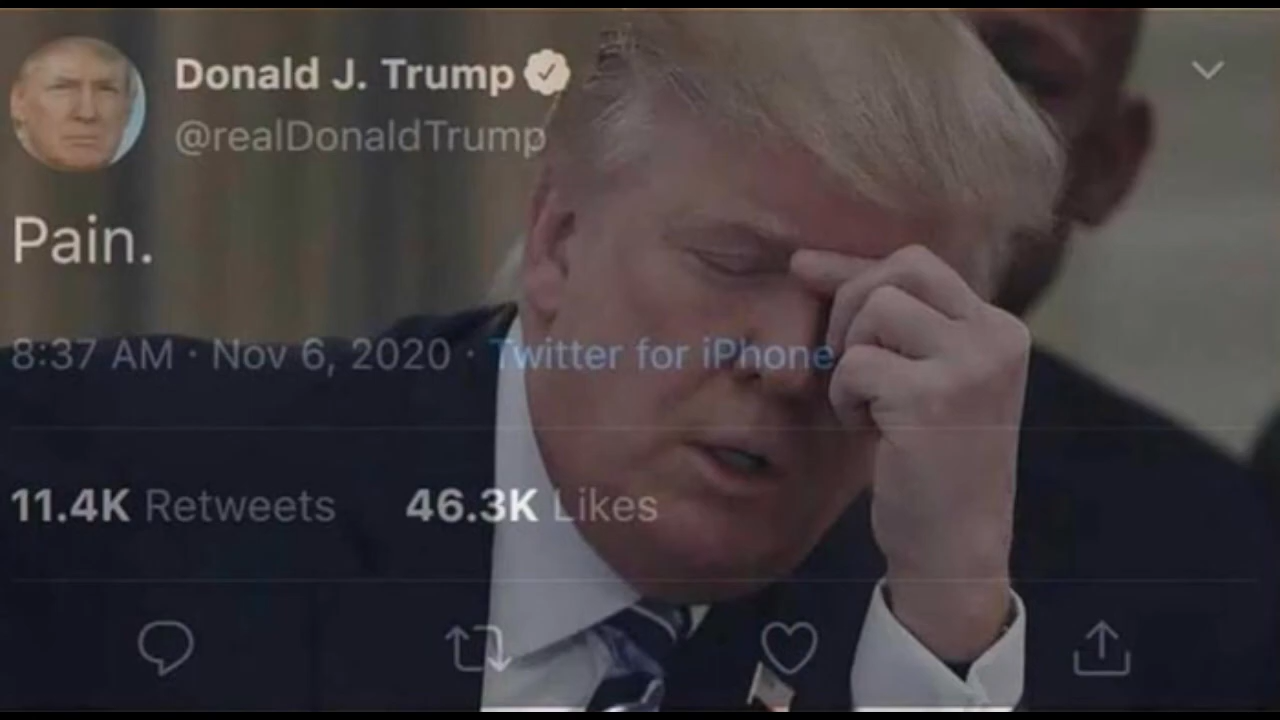 Donald J. Trump
@realDonaldTrump
Pain.
8:37 AM · Nov 6, 2020 · Twitter for iPhone
11.4K Retweets 46.3K Likes